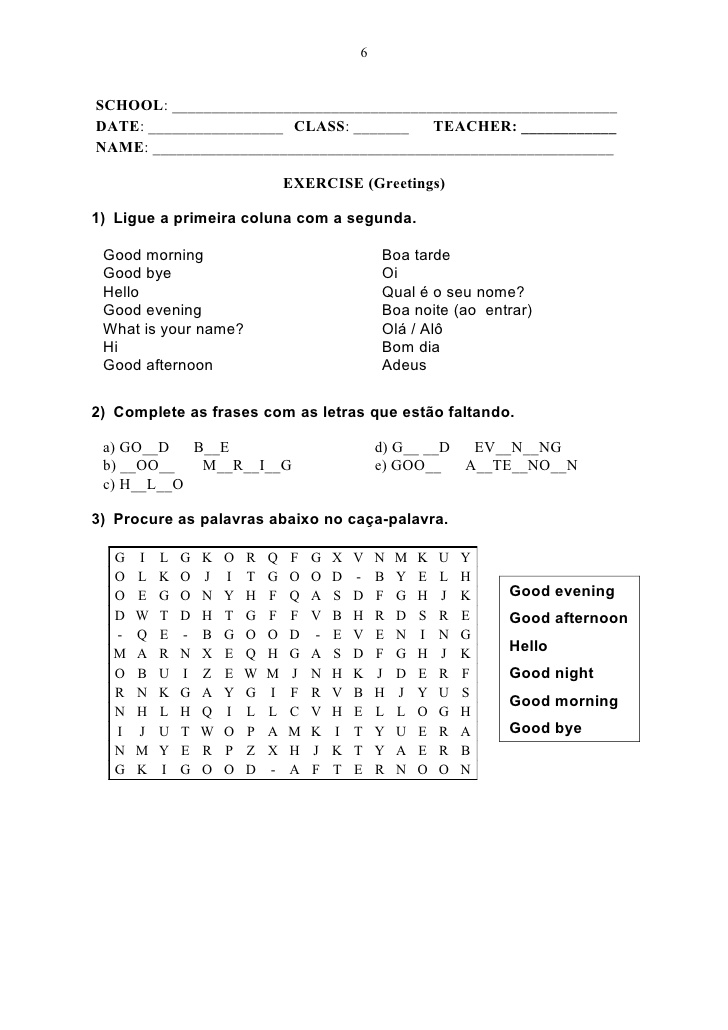 6
SCHOOL: ________________________________________________________
DATE: _________________ CLASS: _______ TEACHER: ____________
NAME: __________________________________________________________
EXERCISE (Greetings)
1) Ligue a primeira coluna com a segunda.
Good morning Boa tarde
Good bye Oi
Hello Qual é o seu nome?
Good evening Boa noite (ao entrar)
What is your name? Olá / Alô
Hi Bom dia
Good afternoon Adeus
2) Complete as frases com as letras que estão faltando.
a) GO__D B__E d) G__ __D EV__N__NG
b) __OO__ M__R__I__G e) GOO__ A__TE__NO__N
c) H__L__O
3) Procure as palavras abaixo no caça-palavra.
G I L G K O R Q F G X V N M K U Y
O L K O J I T G O O D - B Y E L H
O E G O N Y H F Q A S D F G H J K
D W T D H T G F F V B H R D S R E
- Q E - B G O O D - E V E N I N G
M A R N X E Q H G A S D F G H J K
O B U I Z E W M J N H K J D E R F
R N K G A Y G I F R V B H J Y U S
N H L H Q I L L C V H E L L O G H
I J U T W O P A M K I T Y U E R A
N M Y E R P Z X H J K T Y A E R B
G K I G O O D - A F T E R N O O N
Good evening
Good afternoon
Hello
Good night
Good morning
Good bye